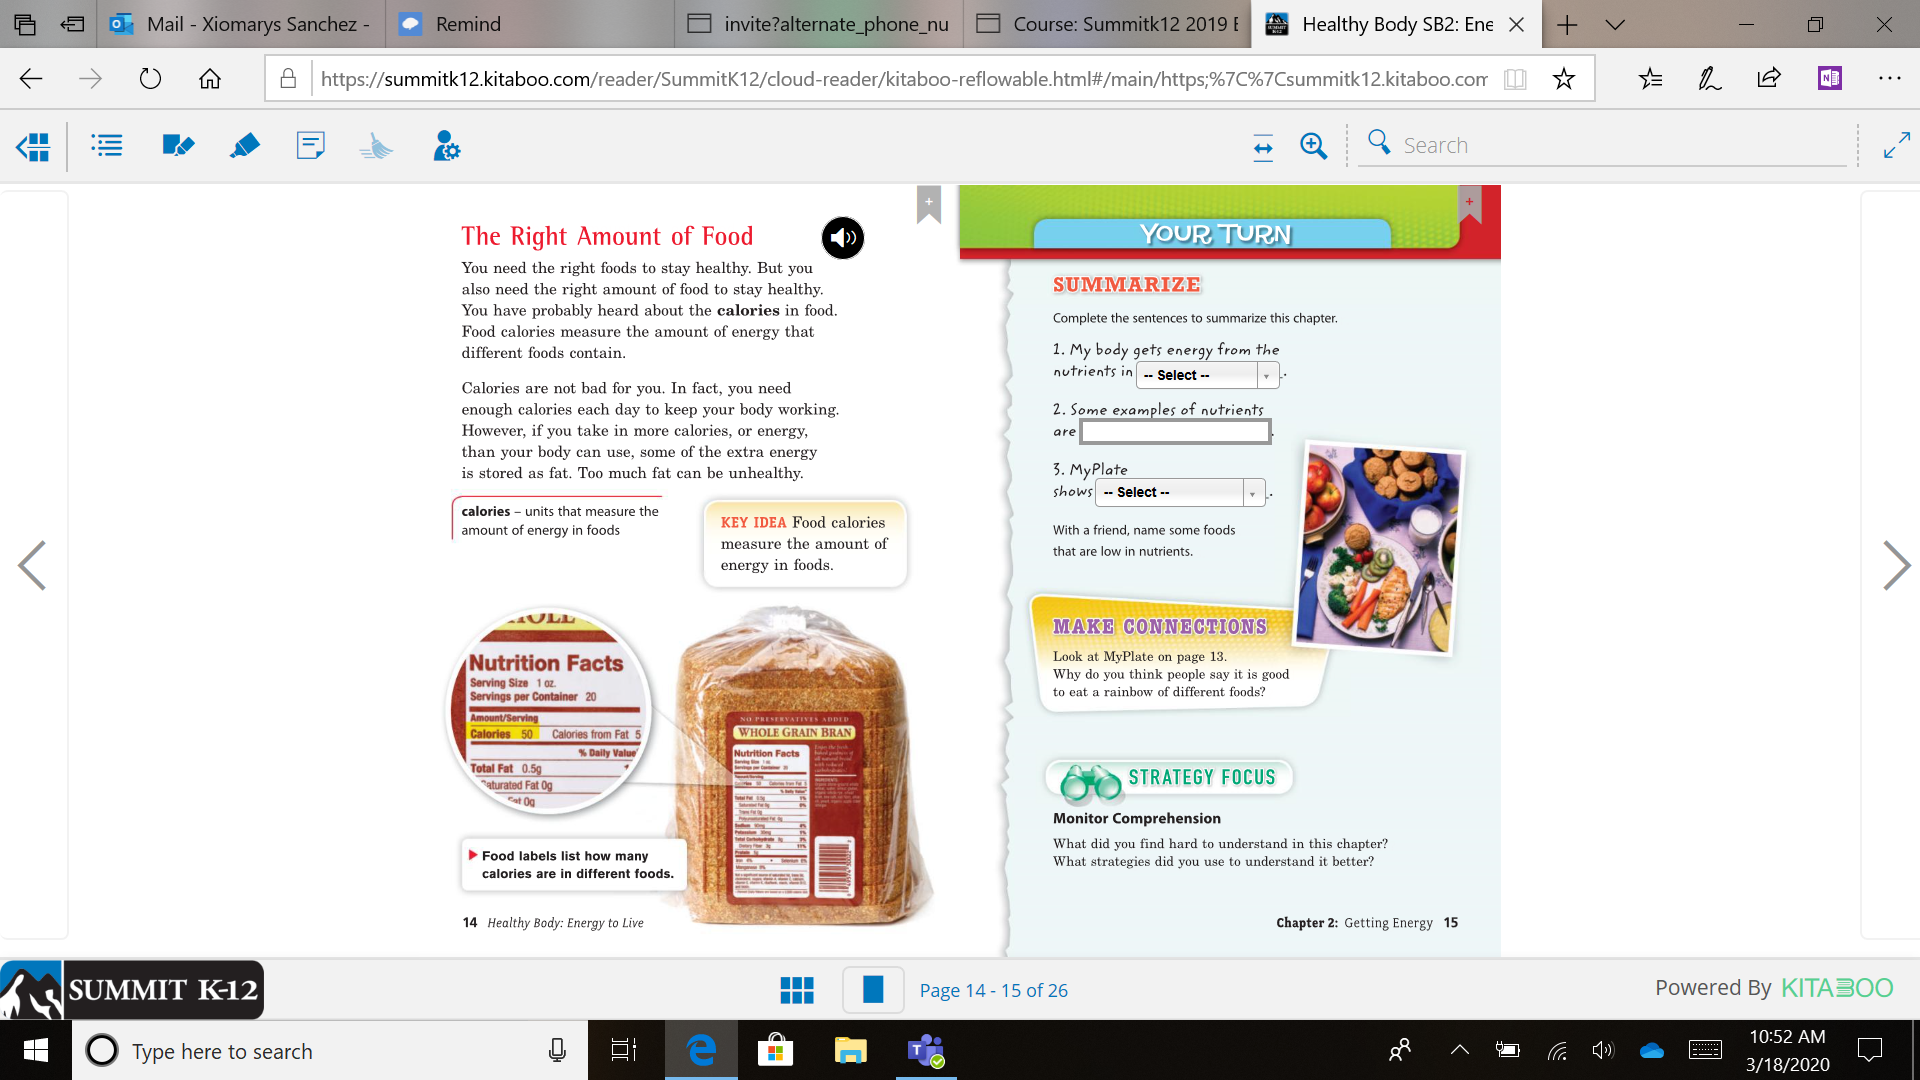 Mail - Xiomarys Sanchez -
Remind
invite?alternate_phone_nu
Course: Summitk12 2019 E
Healthy Body SB2: Ene
https://summitk12.kitaboo.com/reader/SummitK12/cloud-reader/kitaboo-reflowable.html#/main/https;%7C%7Csummitk12.kitaboo.com
Search
The Right Amount of Food
You need the right foods to stay healthy. But you
also need the right amount of food to stay healthy.
You have probably heard about the calories in food.
Food calories measure the amount of energy that
different foods contain.
Calories are not bad for you. In fact, you need
enough calories each day to keep your body working.
However, if you take in more calories, or energy,
than your body can use, some of the extra energy
is stored as fat. Too much fat can be unhealthy.
calories – units that measure the
amount of energy in foods
KEY IDEA Food calories
measure the amount of
energy in foods.
Nutrition Facts
Serving Size 1 oz.
Servings per Container 20
Amount/Serving
Calories 50 Calories from Fat 5
% Daily Value
Total Fat 0.5g
Saturated Fat 0g
Fat 0g
NO PRESERVATIVES ADDED
WHOLE GRAIN BRAN
Nutrition Facts
Food labels list how many
calories are in different foods.
14 Healthy Body: Energy to Live
YOUR TURN
SUMMARIZE
Complete the sentences to summarize this chapter.
1. My body gets energy from the
nutrients in -- Select -- .
2. Some examples of nutrients
are .
3. MyPlate
shows -- Select -- .
With a friend, name some foods
that are low in nutrients.
MAKE CONNECTIONS
Look at MyPlate on page 13.
Why do you think people say it is good
to eat a rainbow of different foods?
STRATEGY FOCUS
Monitor Comprehension
What did you find hard to understand in this chapter?
What strategies did you use to understand it better?
Chapter 2: Getting Energy 15
SUMMIT K-12
Page 14 - 15 of 26
Powered By KITABOO
Type here to search
10:52 AM
3/18/2020